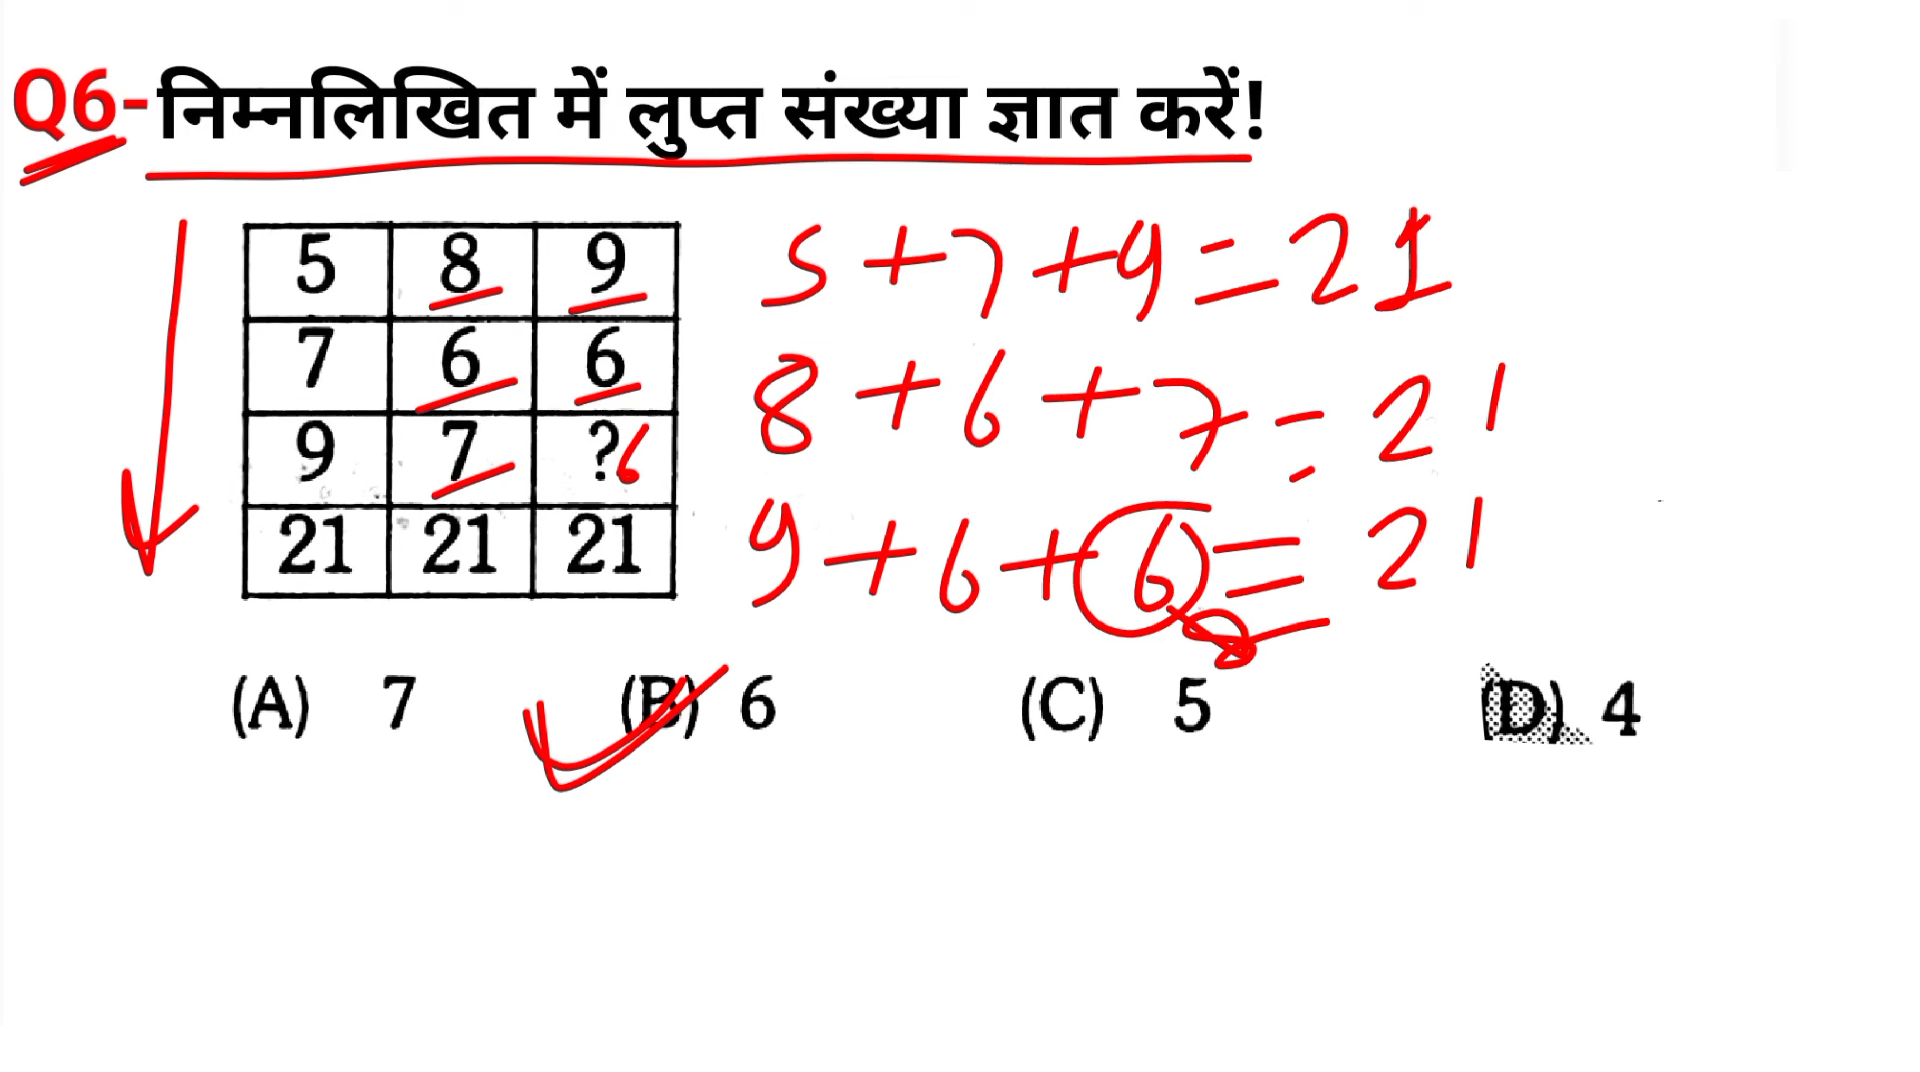 Q6-निम्नलिखित में लुप्त संख्या ज्ञात करें!
5 8 9
7 6 6
9 7 ?6
21 21 21
5+7+9=21
8+6+7=21
9+6+6=21
(A) 7 (B) 6 (C) 5 (D) 4